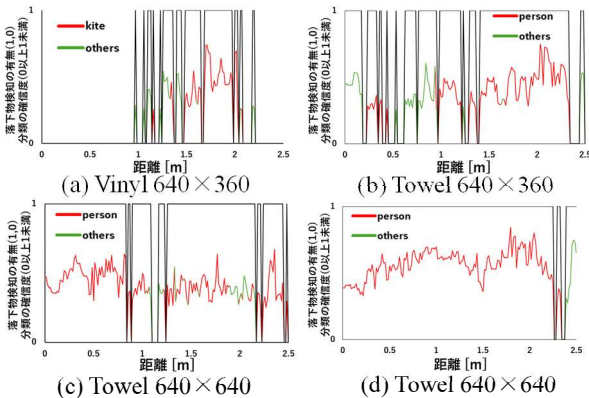 落下物検知の有無(1,0)
分類の確信度(0以上1未満)
1
0
kite
others
0 0.5 1 1.5 2 2.5
距離 [m]
(a) Vinyl 640×360
落下物検知の有無(1,0)
分類の確信度(0以上1未満)
1
0
person
others
0 0.5 1 1.5 2 2.5
距離 [m]
(b) Towel 640×360
落下物検知の有無(1,0)
分類の確信度(0以上1未満)
1
0
person
others
0 0.5 1 1.5 2 2.5
距離 [m]
(c) Towel 640×640
落下物検知の有無(1,0)
分類の確信度(0以上1未満)
1
0
person
others
0 0.5 1 1.5 2 2.5
距離 [m]
(d) Towel 640×640